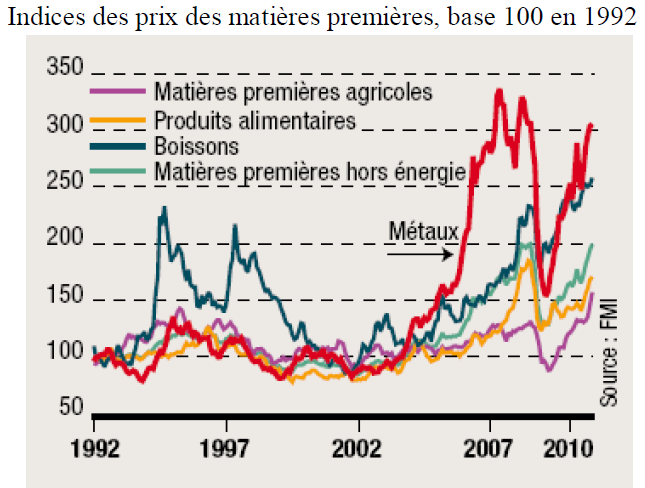 Indices des prix des matières premières, base 100 en 1992
350
Matières premières agricoles
Produits alimentaires
300
Boissons
Matières premières hors énergie
250
Métaux
200
150
100
50
Source : FMI
1992 1997 2002 2007 2010